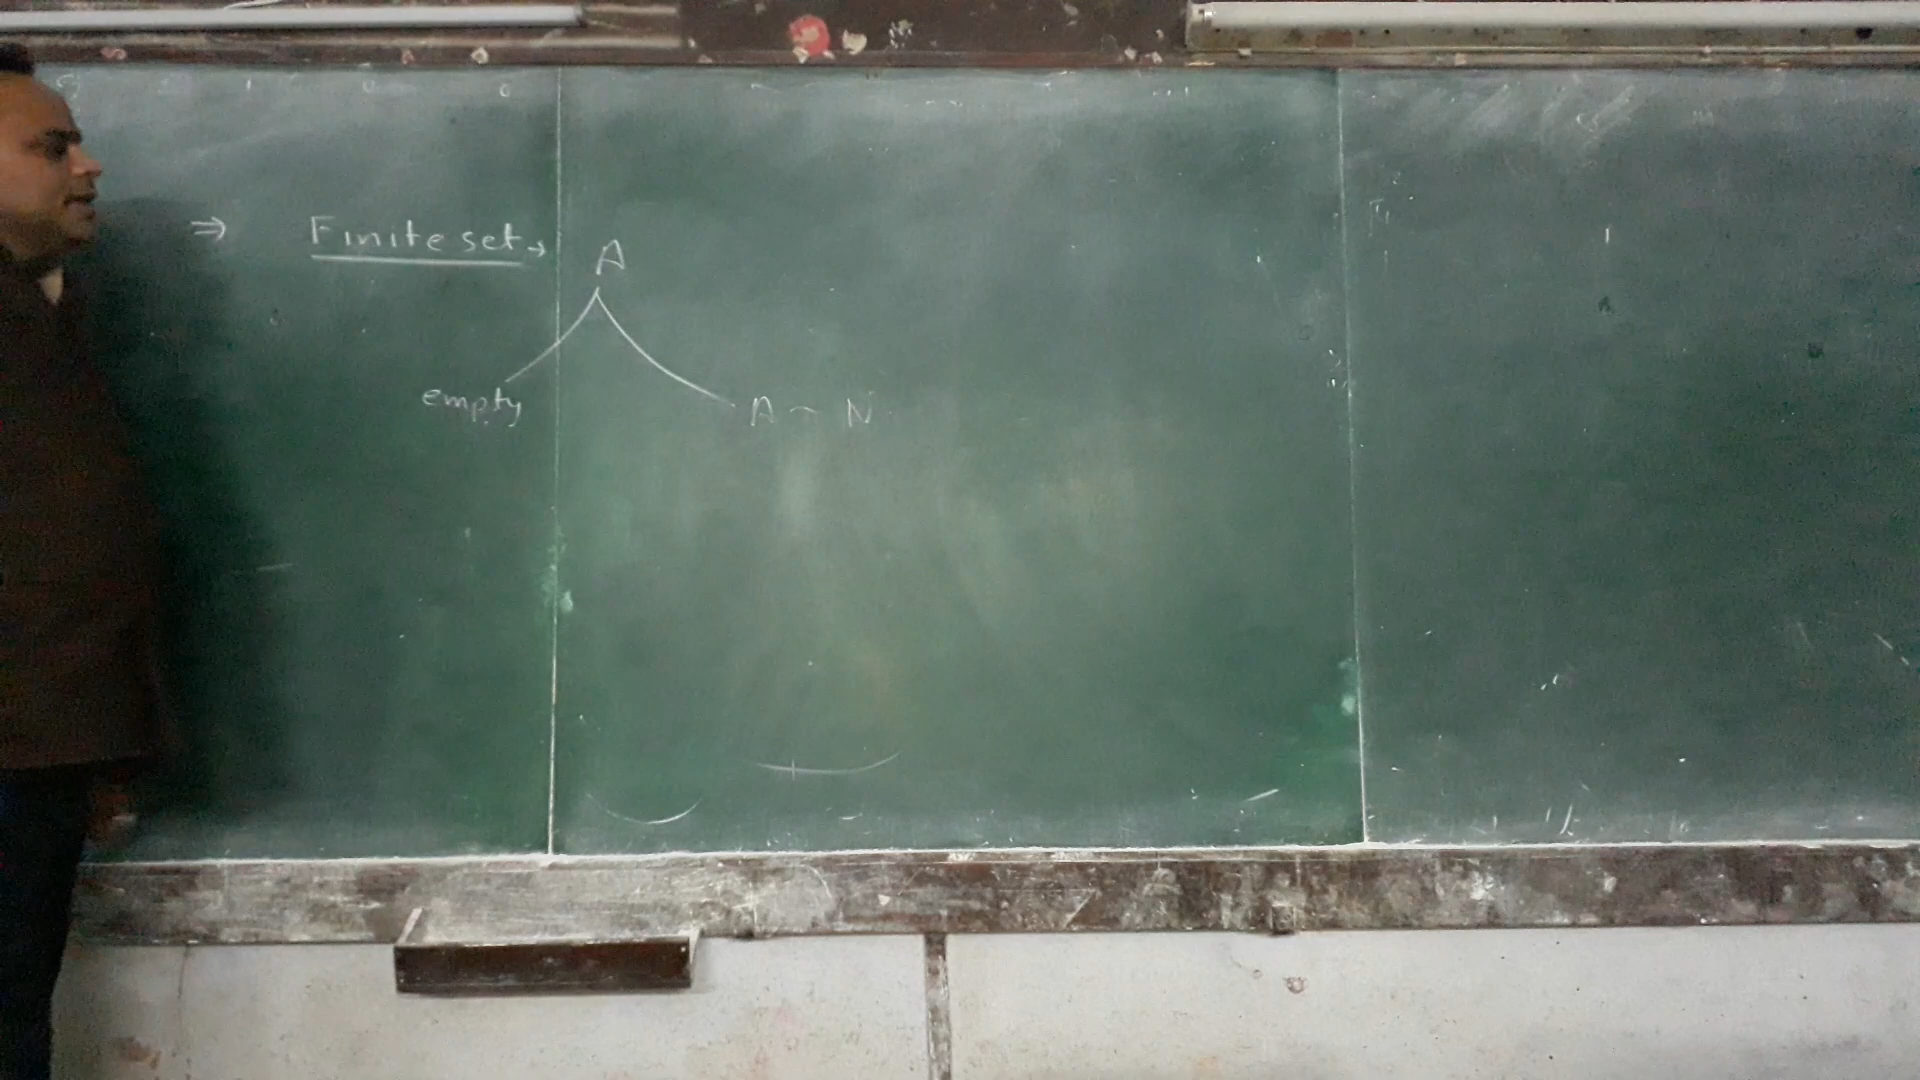 ⇒ Finite set → A
empty A ~ N